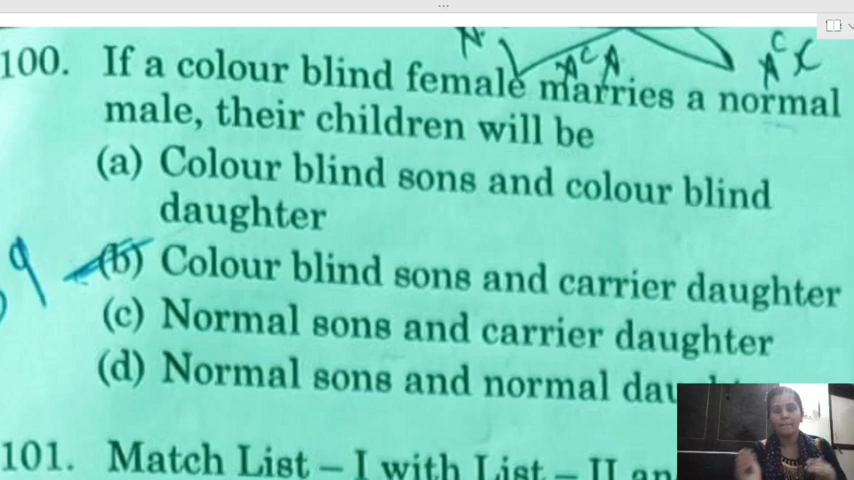 100. If a colour blind female marries a normal
male, their children will be
(a) Colour blind sons and colour blind
daughter
(b) Colour blind sons and carrier daughter
(c) Normal sons and carrier daughter
(d) Normal sons and normal
101. Match List – I with List – II